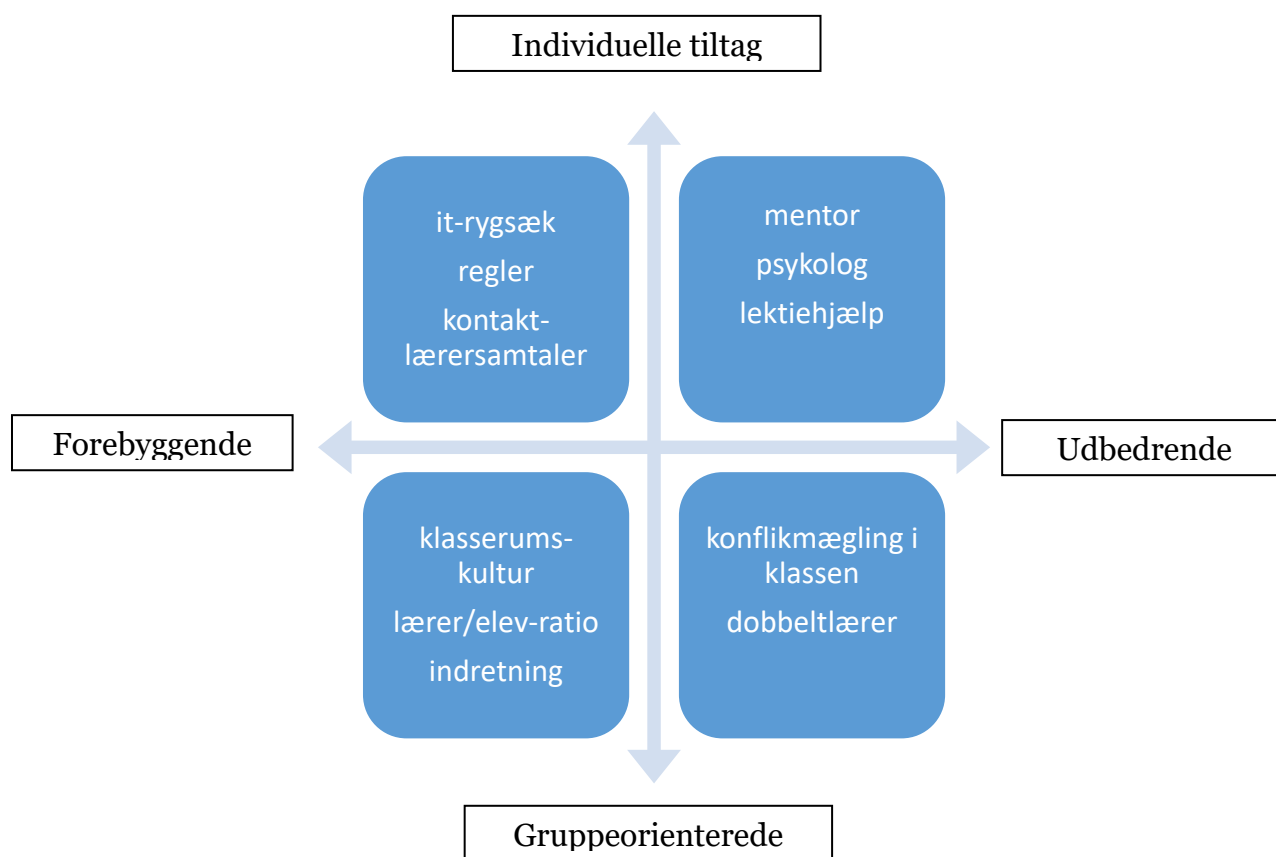 Individuelle tiltag
it-rygsæk
regler
kontakt-
lærersamtaler
mentor
psykolog
lektiehjælp
Forebyggende
Udbedrende
klasserums-
kultur
lærer/elev-ratio
indretning
konflikmægling i
klassen
dobbeltlærer
Gruppeorienterede